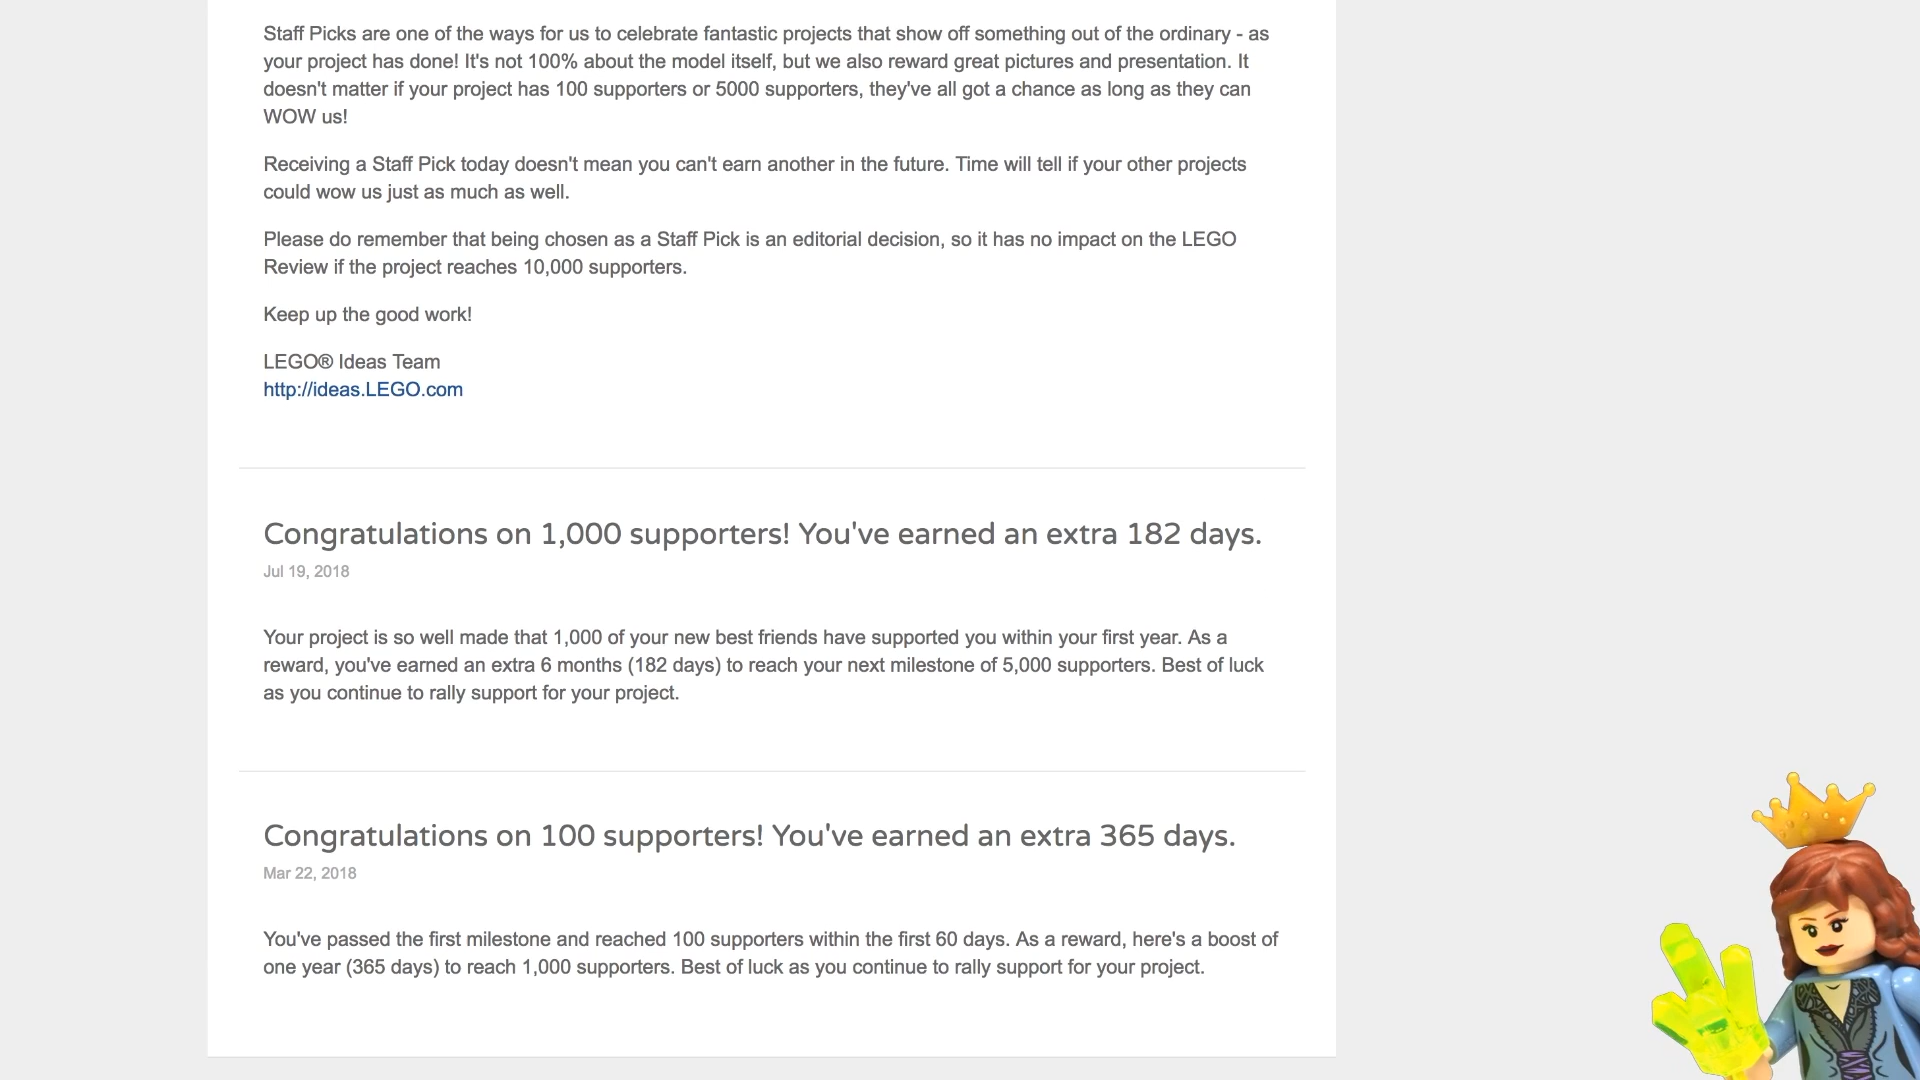 Staff Picks are one of the ways for us to celebrate fantastic projects that show off something out of the ordinary - as
your project has done! It's not 100% about the model itself, but we also reward great pictures and presentation. It
doesn't matter if your project has 100 supporters or 5000 supporters, they've all got a chance as long as they can
WOW us!
Receiving a Staff Pick today doesn't mean you can't earn another in the future. Time will tell if your other projects
could wow us just as much as well.
Please do remember that being chosen as a Staff Pick is an editorial decision, so it has no impact on the LEGO
Review if the project reaches 10,000 supporters.
Keep up the good work!
LEGO® Ideas Team
http://ideas.LEGO.com
Congratulations on 1,000 supporters! You've earned an extra 182 days.
Jul 19, 2018
Your project is so well made that 1,000 of your new best friends have supported you within your first year. As a
reward, you've earned an extra 6 months (182 days) to reach your next milestone of 5,000 supporters. Best of luck
as you continue to rally support for your project.
Congratulations on 100 supporters! You've earned an extra 365 days.
Mar 22, 2018
You've passed the first milestone and reached 100 supporters within the first 60 days. As a reward, here's a boost of
one year (365 days) to reach 1,000 supporters. Best of luck as you continue to rally support for your project.